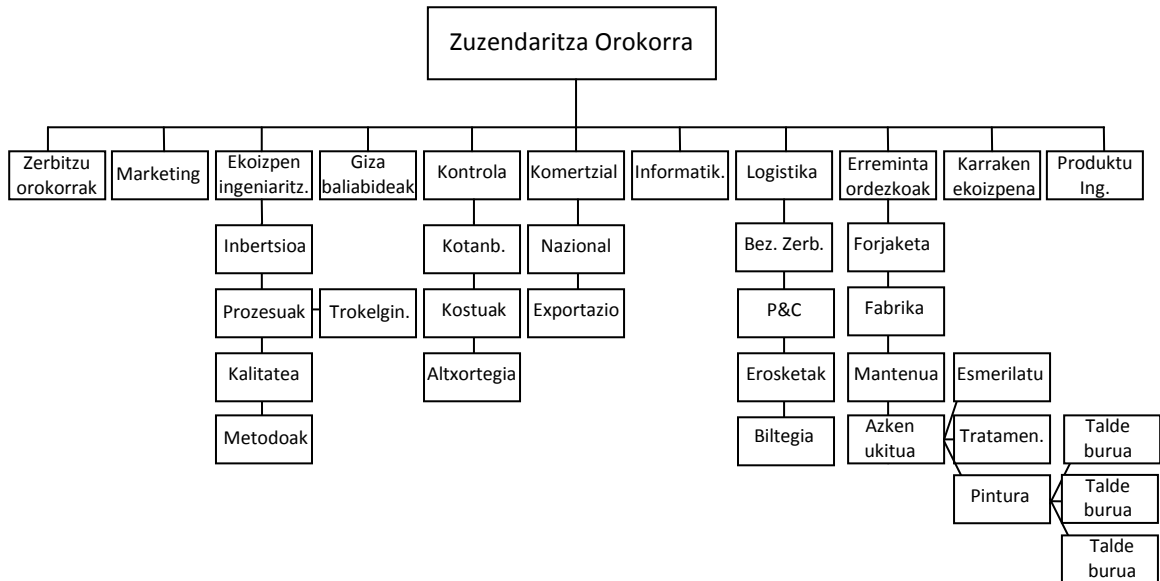 Zuzendaritza Orokorra
Zerbitzu
orokorrak
Marketing
Ekoizpen
ingeniaritz.
Giza
baliabideak
Kontrola
Komertzial
Informatik.
Logistika
Erreminta
ordezkoak
Karraken
ekoizpena
Produktu
Ing.
Inbertsioa
Kotanb.
Nazional
Bez. Zerb.
Forjaketa
Prozesuak
Trokelgin.
Kostuak
Exportazio
P&C
Fabrika
Kalitatea
Altxortegia
Erosketak
Mantenua
Esmerilatu
Metodoak
Biltegia
Azken
ukitua
Tratamen.
Talde
burua
Pintura
Talde
burua
Talde
burua